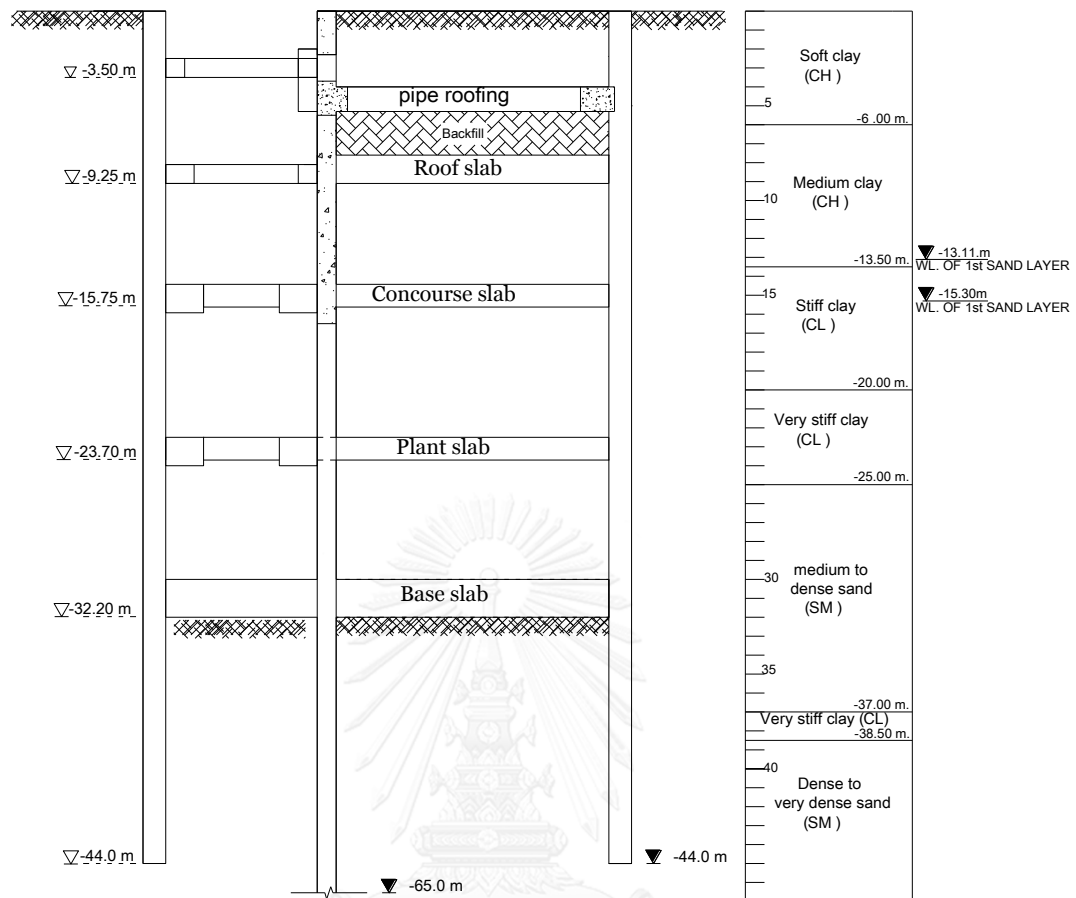 -3.50 m
pipe roofing
Backfill
Roof slab
-9.25 m
Concourse slab
-15.75 m
Plant slab
-23.70 m
Base slab
-32.20 m
-44.0 m
-44.0 m
-65.0 m
Soft clay
(CH )
5
-6 .00 m.
Medium clay
(CH )
10
-13.11.m
WL. OF 1st SAND LAYER
-13.50 m.
15
-15.30m
WL. OF 1st SAND LAYER
Stiff clay
(CL )
-20.00 m.
Very stiff clay
(CL )
-25.00 m.
medium to
30
dense sand
(SM )
35
-37.00 m.
Very stiff clay (CL)
-38.50 m.
40
Dense to
very dense sand
(SM )